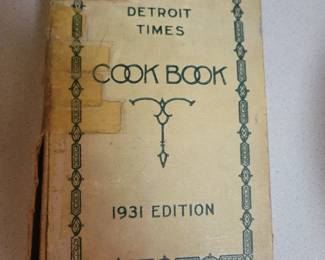 DETROIT
TIMES
COOK BOOK
1931 EDITION